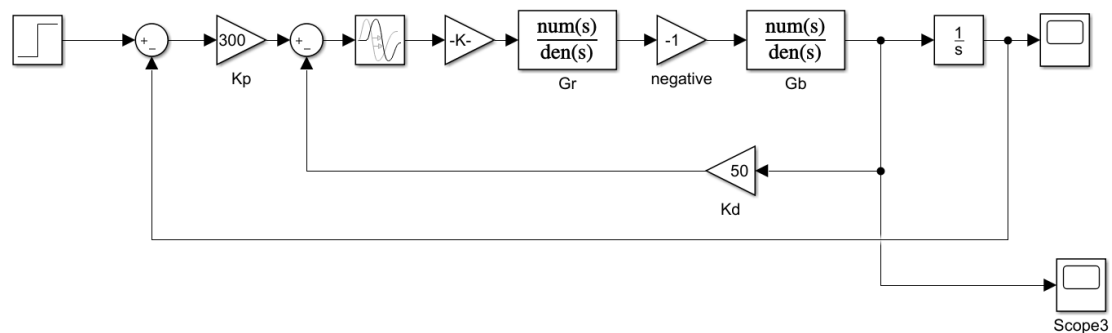 +
−
300
Kp
+
−
-K-
num(s)
den(s)
Gr
-1
negative
num(s)
den(s)
Gb
1
s
50
Kd
Scope3